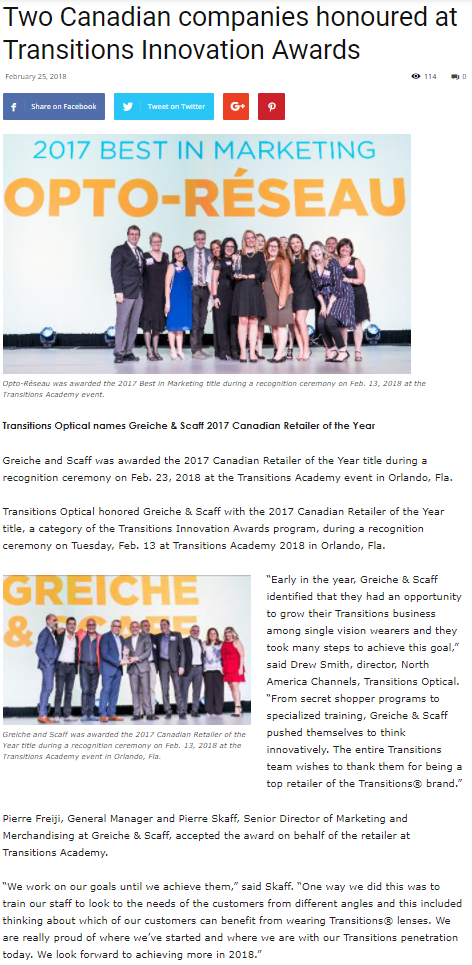 Two Canadian companies honoured at
Transitions Innovation Awards
February 25, 2018
114
0
Share on Facebook
Tweet on Twitter
G+
2017 BEST IN MARKETING
OPTO-RÉSEAU
Opto-Réseau was awarded the 2017 Best in Marketing title during a recognition ceremony on Feb. 13, 2018 at the
Transitions Academy event.
Transitions Optical names Greiche & Scaff 2017 Canadian Retailer of the Year
Greiche and Scaff was awarded the 2017 Canadian Retailer of the Year title during a
recognition ceremony on Feb. 23, 2018 at the Transitions Academy event in Orlando, Fla.
Transitions Optical honored Greiche & Scaff with the 2017 Canadian Retailer of the Year
title, a category of the Transitions Innovation Awards program, during a recognition
ceremony on Tuesday, Feb. 13 at Transitions Academy 2018 in Orlando, Fla.
GREICHE
& SCAFF
Greiche and Scaff was awarded the 2017 Canadian Retailer of the
Year title during a recognition ceremony on Feb. 13, 2018 at the
Transitions Academy event in Orlando, Fla.
“Early in the year, Greiche & Scaff
identified that they had an opportunity
to grow their Transitions business
among single vision wearers and they
took many steps to achieve this goal,”
said Drew Smith, director, North
America Channels, Transitions Optical.
“From secret shopper programs to
specialized training, Greiche & Scaff
pushed themselves to think
innovatively. The entire Transitions
team wishes to thank them for being a
top retailer of the Transitions® brand.”
Pierre Freiji, General Manager and Pierre Skaff, Senior Director of Marketing and
Merchandising at Greiche & Scaff, accepted the award on behalf of the retailer at
Transitions Academy.
“We work on our goals until we achieve them,” said Skaff. “One way we did this was to
train our staff to look to the needs of the customers from different angles and this included
thinking about which of our customers can benefit from wearing Transitions® lenses. We
are really proud of where we’ve started and where we are with our Transitions penetration
today. We look forward to achieving more in 2018.”